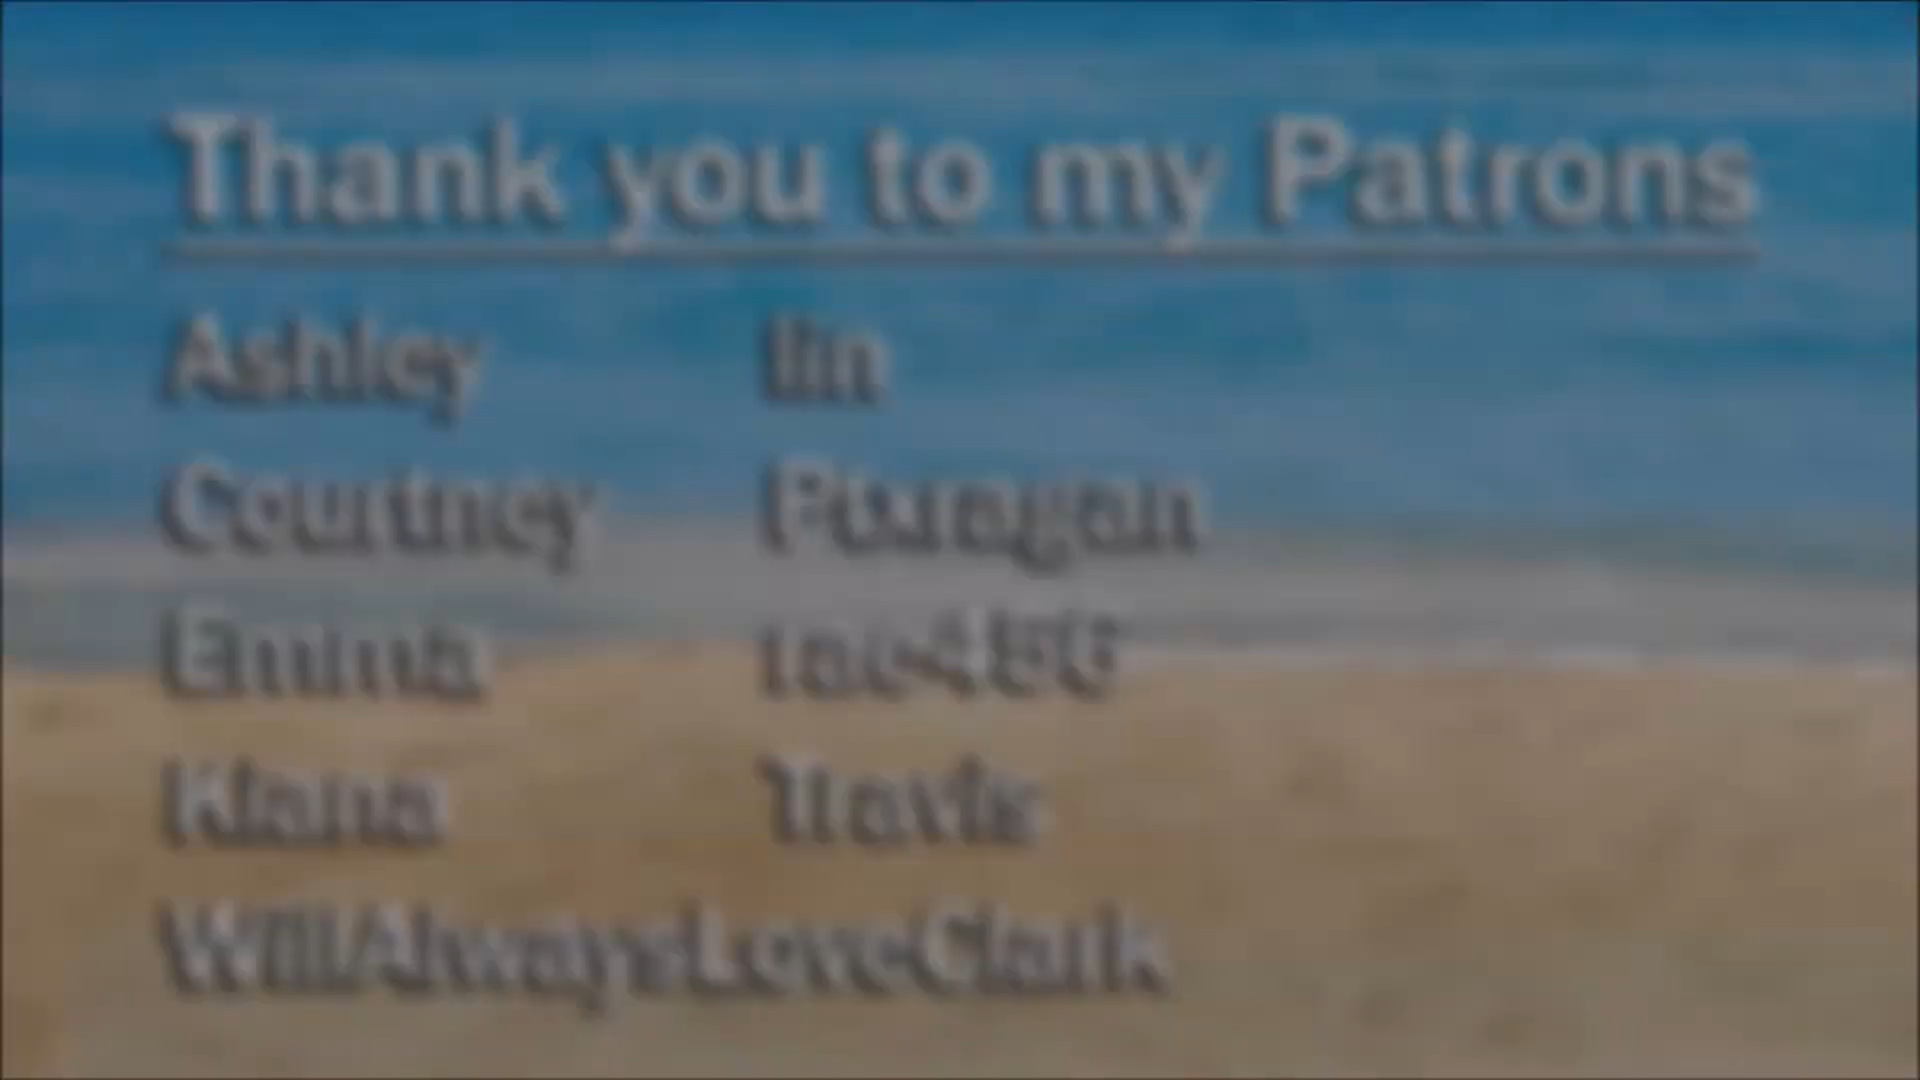 Thank you to my Patrons
Ashley lin
Courtney
Emma
Kiana Travis
WillAlwaysLoveClark